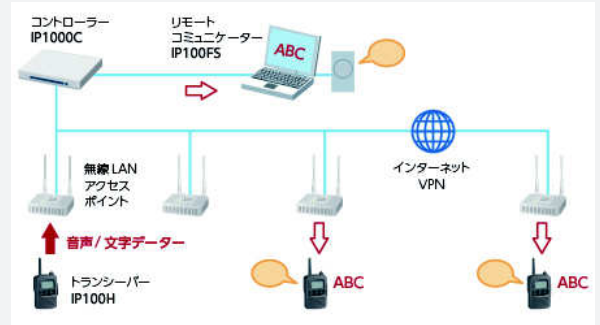 コントローラー
IP1000C
リモート
コミュニケーター
IP100FS
ABC
無線LAN
アクセス
ポイント
インターネット
VPN
音声/文字データー
トランシーバー
IP100H
ABC
ABC